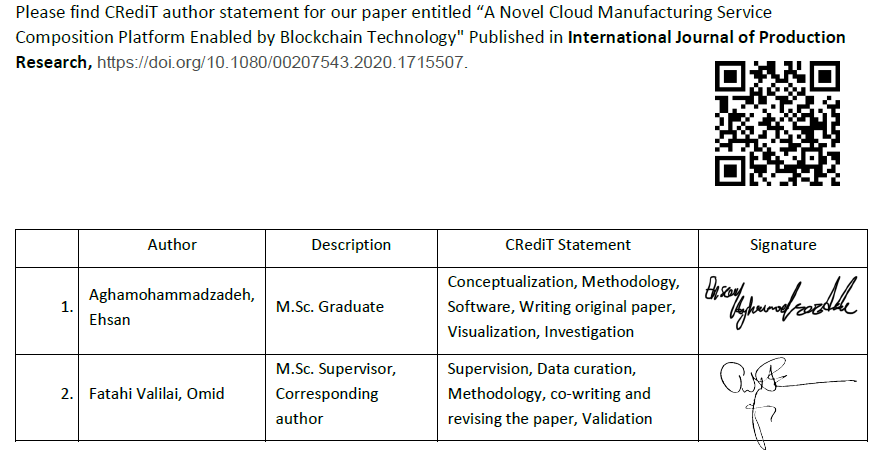 Please find CRediT author statement for our paper entitled “A Novel Cloud Manufacturing Service
Composition Platform Enabled by Blockchain Technology" Published in International Journal of Production
Research, https://doi.org/10.1080/00207543.2020.1715507.
Author Description CRediT Statement Signature
1. Aghamohammadzadeh,
Ehsan
M.Sc. Graduate
Conceptualization, Methodology,
Software, Writing original paper,
Visualization, Investigation
Ehsan
Aghamohammadzadeh
2. Fatahi Valilai, Omid
M.Sc. Supervisor,
Corresponding
author
Supervision, Data curation,
Methodology, co-writing and
revising the paper, Validation